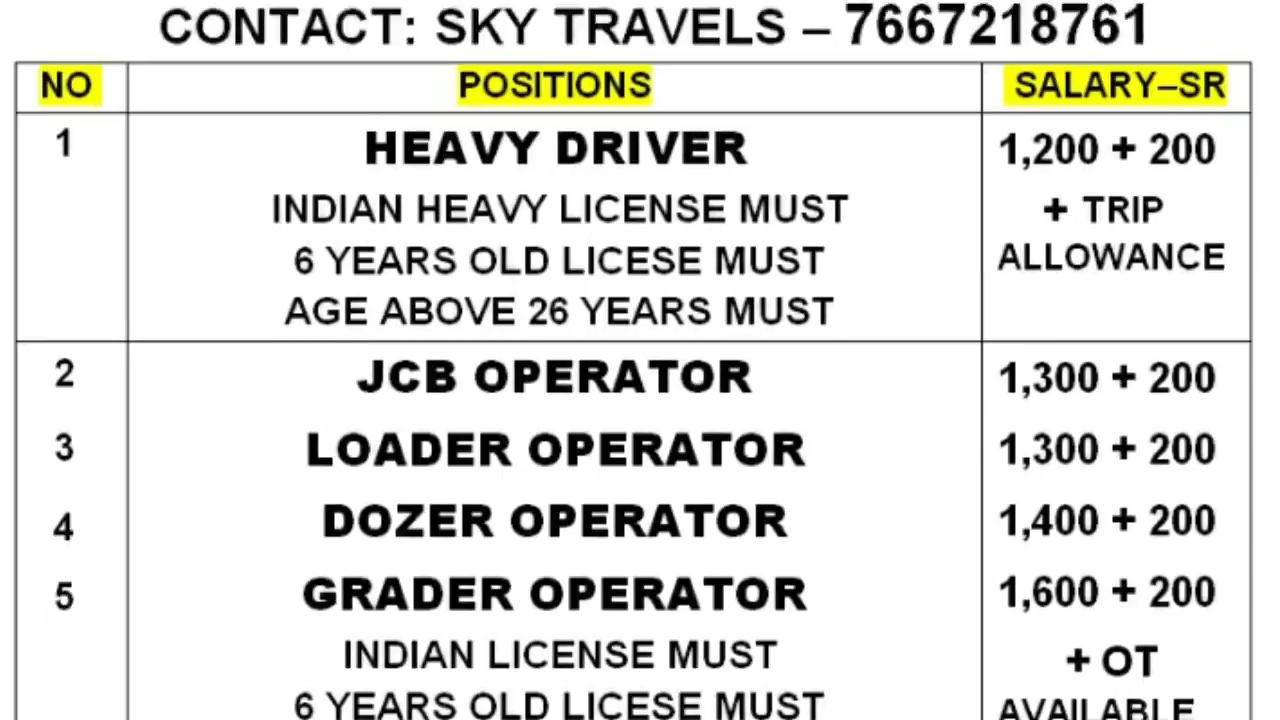 CONTACT: SKY TRAVELS – 7667218761
NO POSITIONS SALARY–SR
1 HEAVY DRIVER 1,200 + 200
INDIAN HEAVY LICENSE MUST + TRIP
6 YEARS OLD LICESE MUST ALLOWANCE
AGE ABOVE 26 YEARS MUST
2 JCB OPERATOR 1,300 + 200
3 LOADER OPERATOR 1,300 + 200
4 DOZER OPERATOR 1,400 + 200
5 GRADER OPERATOR 1,600 + 200
INDIAN LICENSE MUST + OT
6 YEARS OLD LICESE MUST AVAILABLE